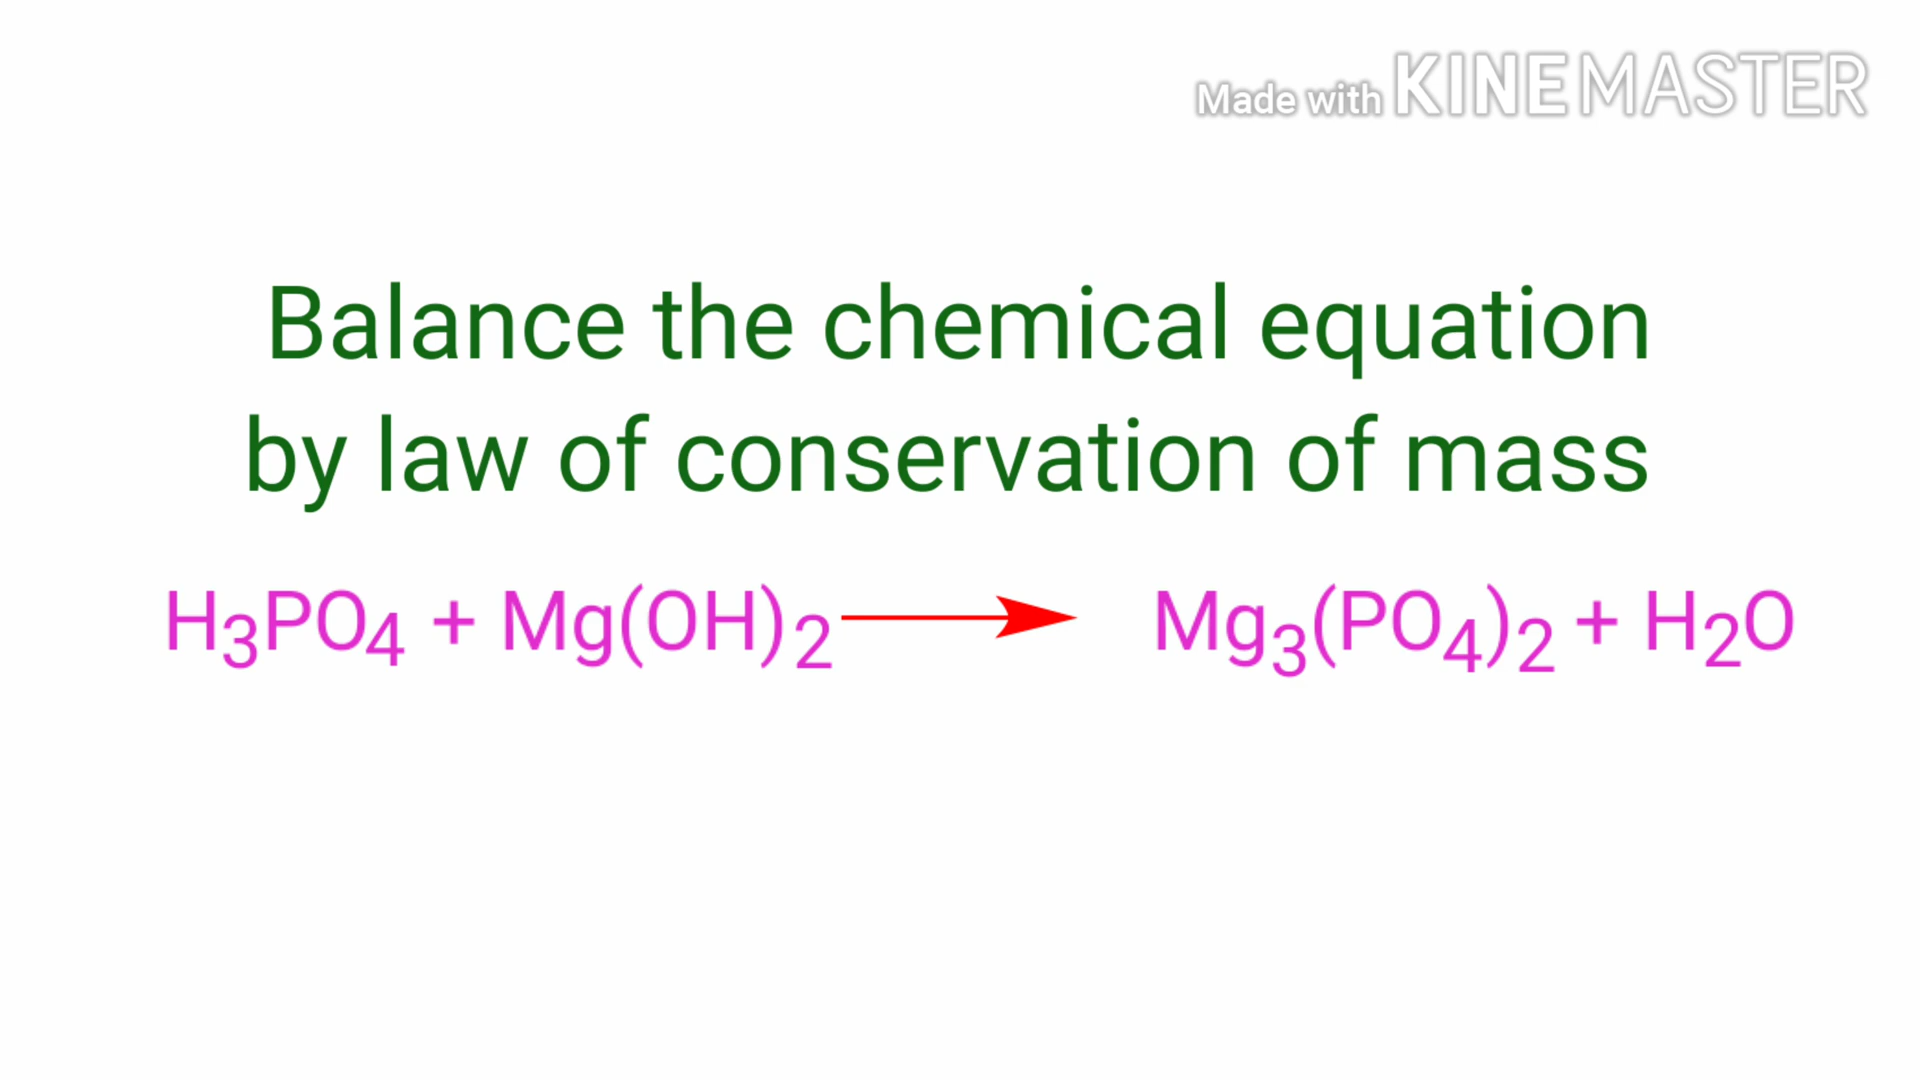 Made with KINEMASTER
Balance the chemical equation
by law of conservation of mass
H₃PO₄ + Mg(OH)₂ ⟶ Mg₃(PO₄)₂ + H₂O